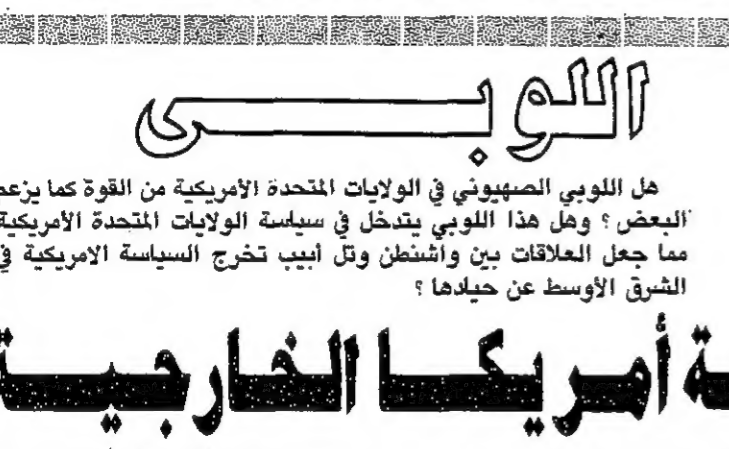 اللوبى
هل اللوبي الصهيوني في الولايات المتحدة الأمريكية من القوة كما يزعم
البعض ؟ وهل هذا اللوبي يتدخل في سياسة الولايات المتحدة الأمريكية
مما جعل العلاقات بين واشنطن وتل أبيب تخرج السياسة الامريكية في
الشرق الأوسط عن حيادها ؟
ـة أمريكا الخارجية